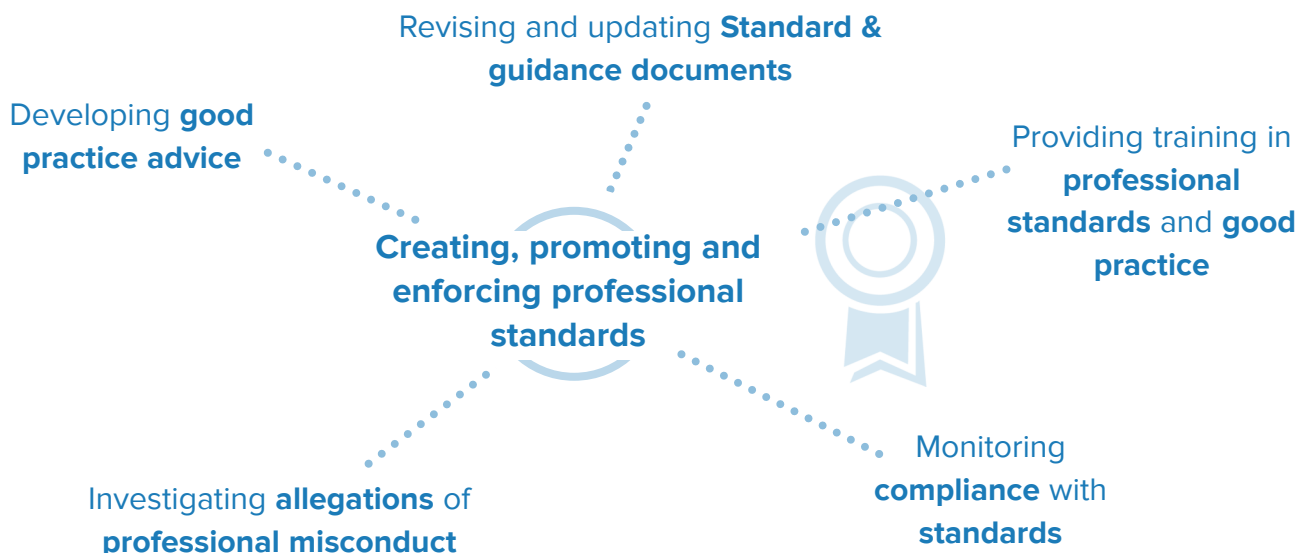 Revising and updating Standard &
guidance documents
Developing good
practice advice
Providing training in
professional
standards and good
practice
Creating, promoting and
enforcing professional
standards
Monitoring
compliance with
standards
Investigating allegations of
professional misconduct